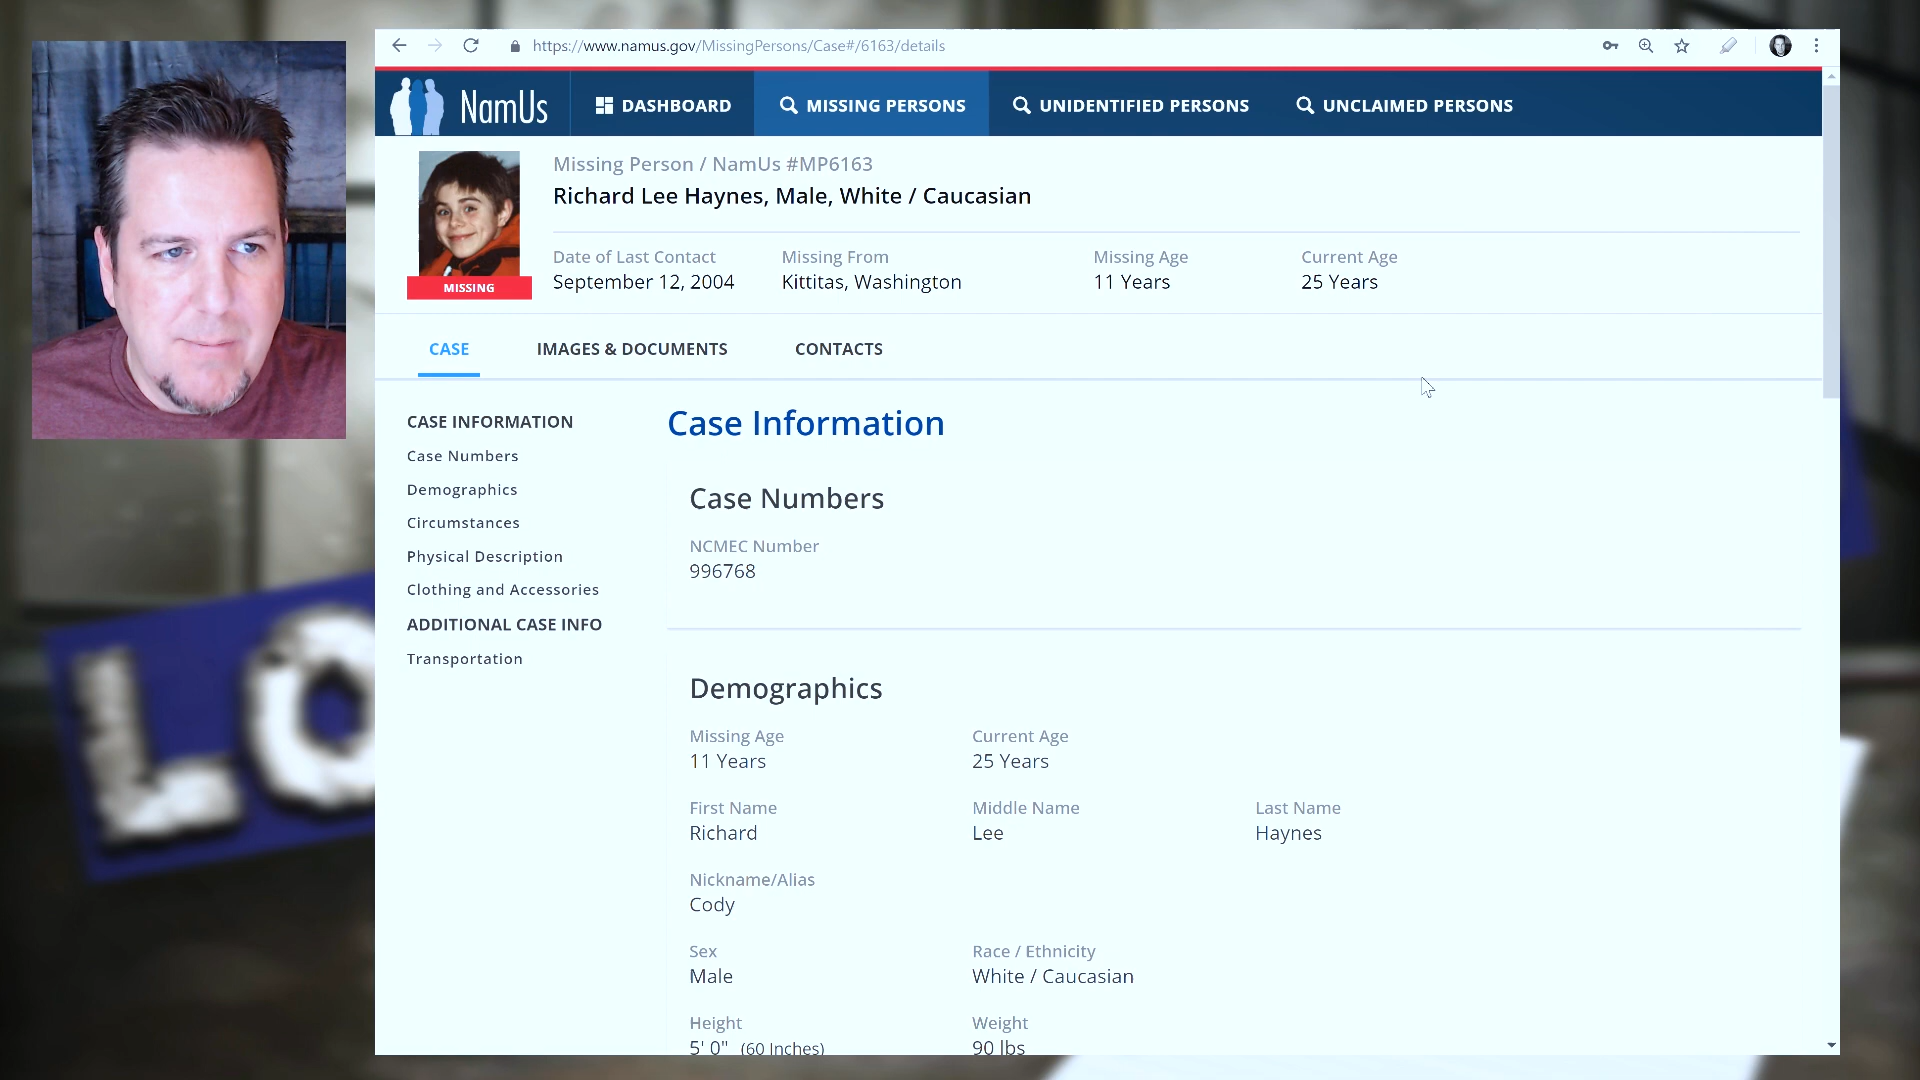 https://www.namus.gov/MissingPersons/Case#/6163/details
NamUs
DASHBOARD
MISSING PERSONS
UNIDENTIFIED PERSONS
UNCLAIMED PERSONS
Missing Person / NamUs #MP6163
Richard Lee Haynes, Male, White / Caucasian
MISSING
Date of Last Contact
September 12, 2004
Missing From
Kittitas, Washington
Missing Age
11 Years
Current Age
25 Years
CASE
IMAGES & DOCUMENTS
CONTACTS
CASE INFORMATION
Case Numbers
Demographics
Circumstances
Physical Description
Clothing and Accessories
ADDITIONAL CASE INFO
Transportation
Case Information
Case Numbers
NCMEC Number
996768
Demographics
Missing Age
11 Years
Current Age
25 Years
First Name
Richard
Middle Name
Lee
Last Name
Haynes
Nickname/Alias
Cody
Sex
Male
Race / Ethnicity
White / Caucasian
Height
5' 0" (60 Inches)
Weight
90 lbs
LO